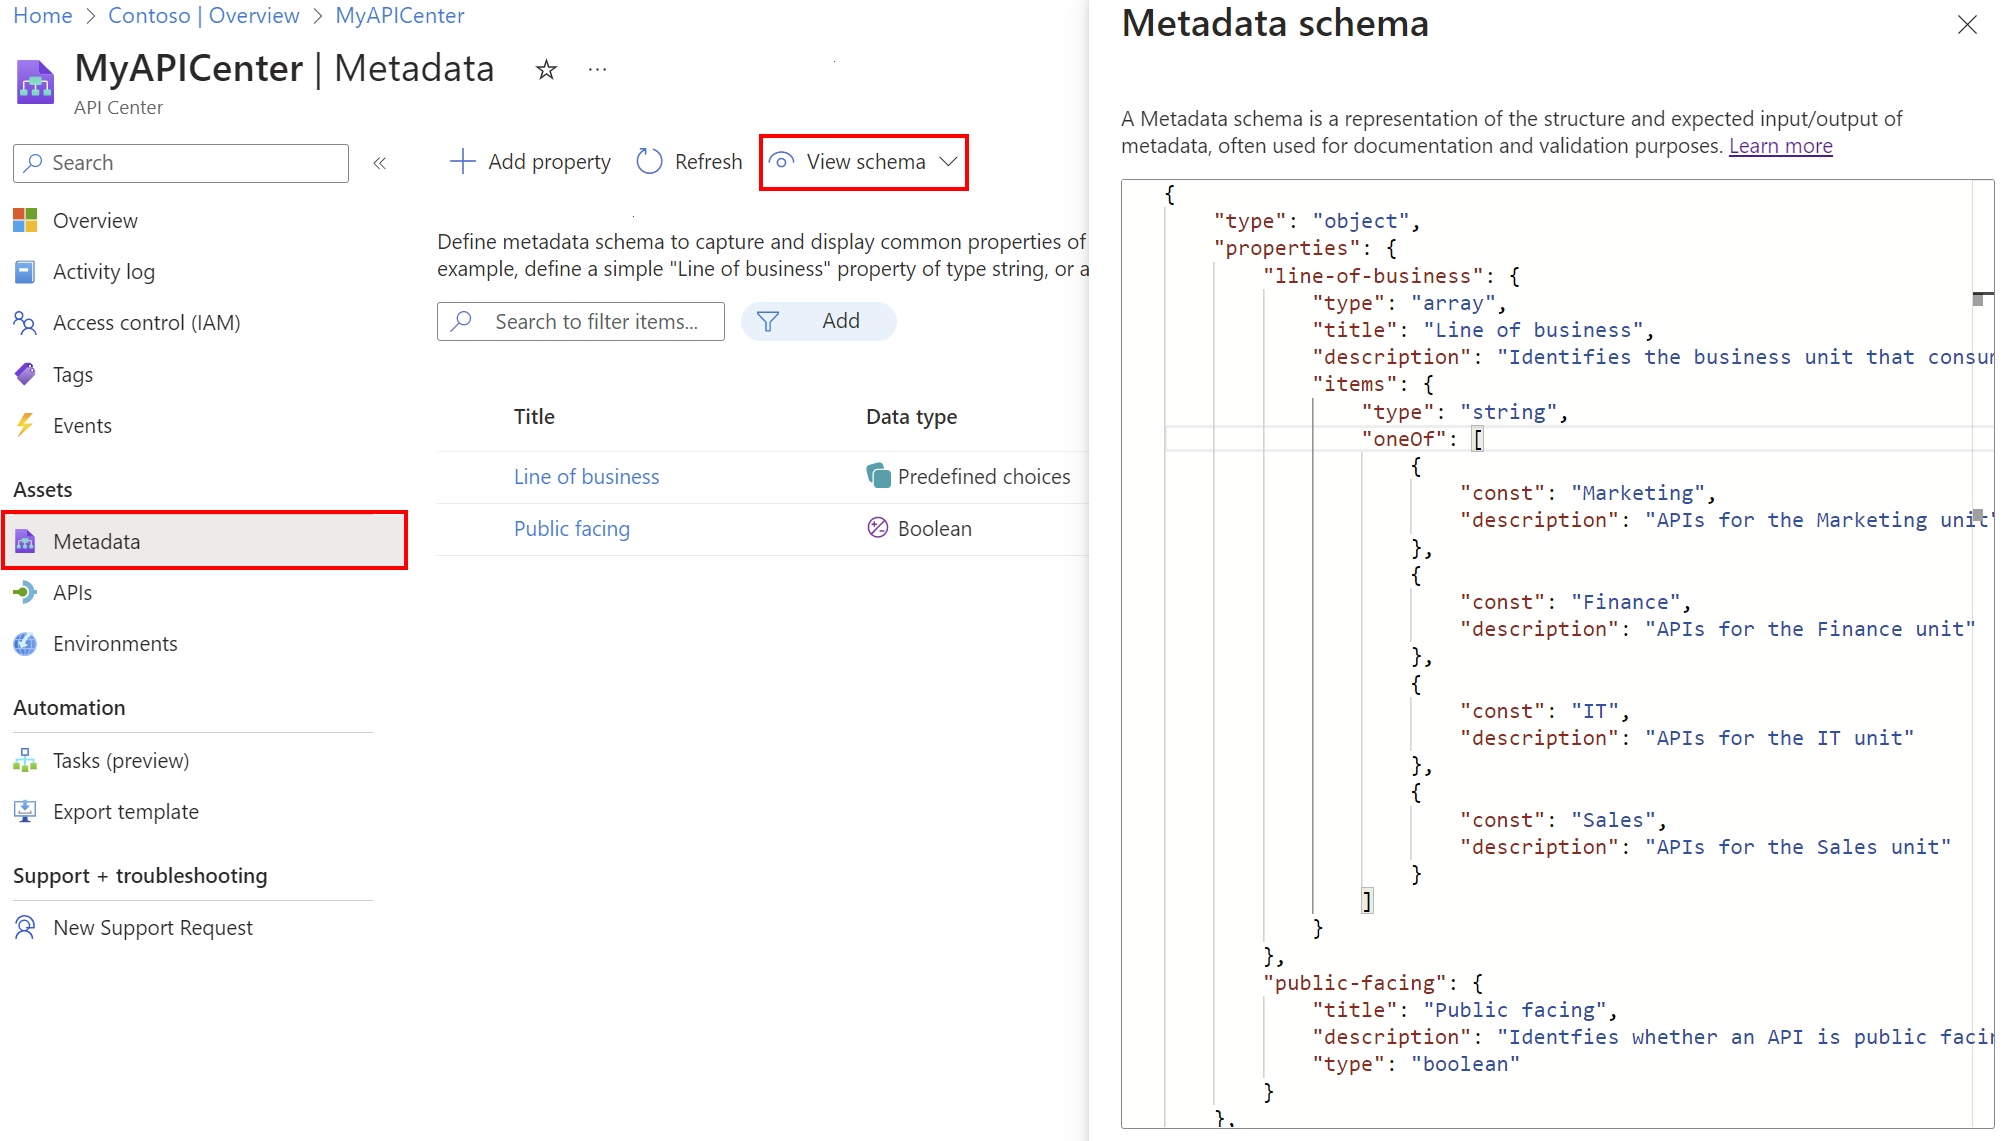 Home > Contoso | Overview > MyAPICenter
MyAPICenter | Metadata
API Center
Search
Overview
Activity log
Access control (IAM)
Tags
Events
Assets
Metadata
APIs
Environments
Automation
Tasks (preview)
Export template
Support + troubleshooting
New Support Request
Add property
Refresh
View schema
Define metadata schema to capture and display common properties of
example, define a simple "Line of business" property of type string, or a
Search to filter items...
Add
Title Data type
Line of business Predefined choices
Public facing Boolean
Metadata schema
A Metadata schema is a representation of the structure and expected input/output of
metadata, often used for documentation and validation purposes. Learn more
{
"type": "object",
"properties": {
"line-of-business": {
"type": "array",
"title": "Line of business",
"description": "Identifies the business unit that consum
"items": {
"type": "string",
"oneOf": [
{
"const": "Marketing",
"description": "APIs for the Marketing unit"
},
{
"const": "Finance",
"description": "APIs for the Finance unit"
},
{
"const": "IT",
"description": "APIs for the IT unit"
},
{
"const": "Sales",
"description": "APIs for the Sales unit"
}
]
}
},
"public-facing": {
"title": "Public facing",
"description": "Identfies whether an API is public facin
"type": "boolean"
}
},